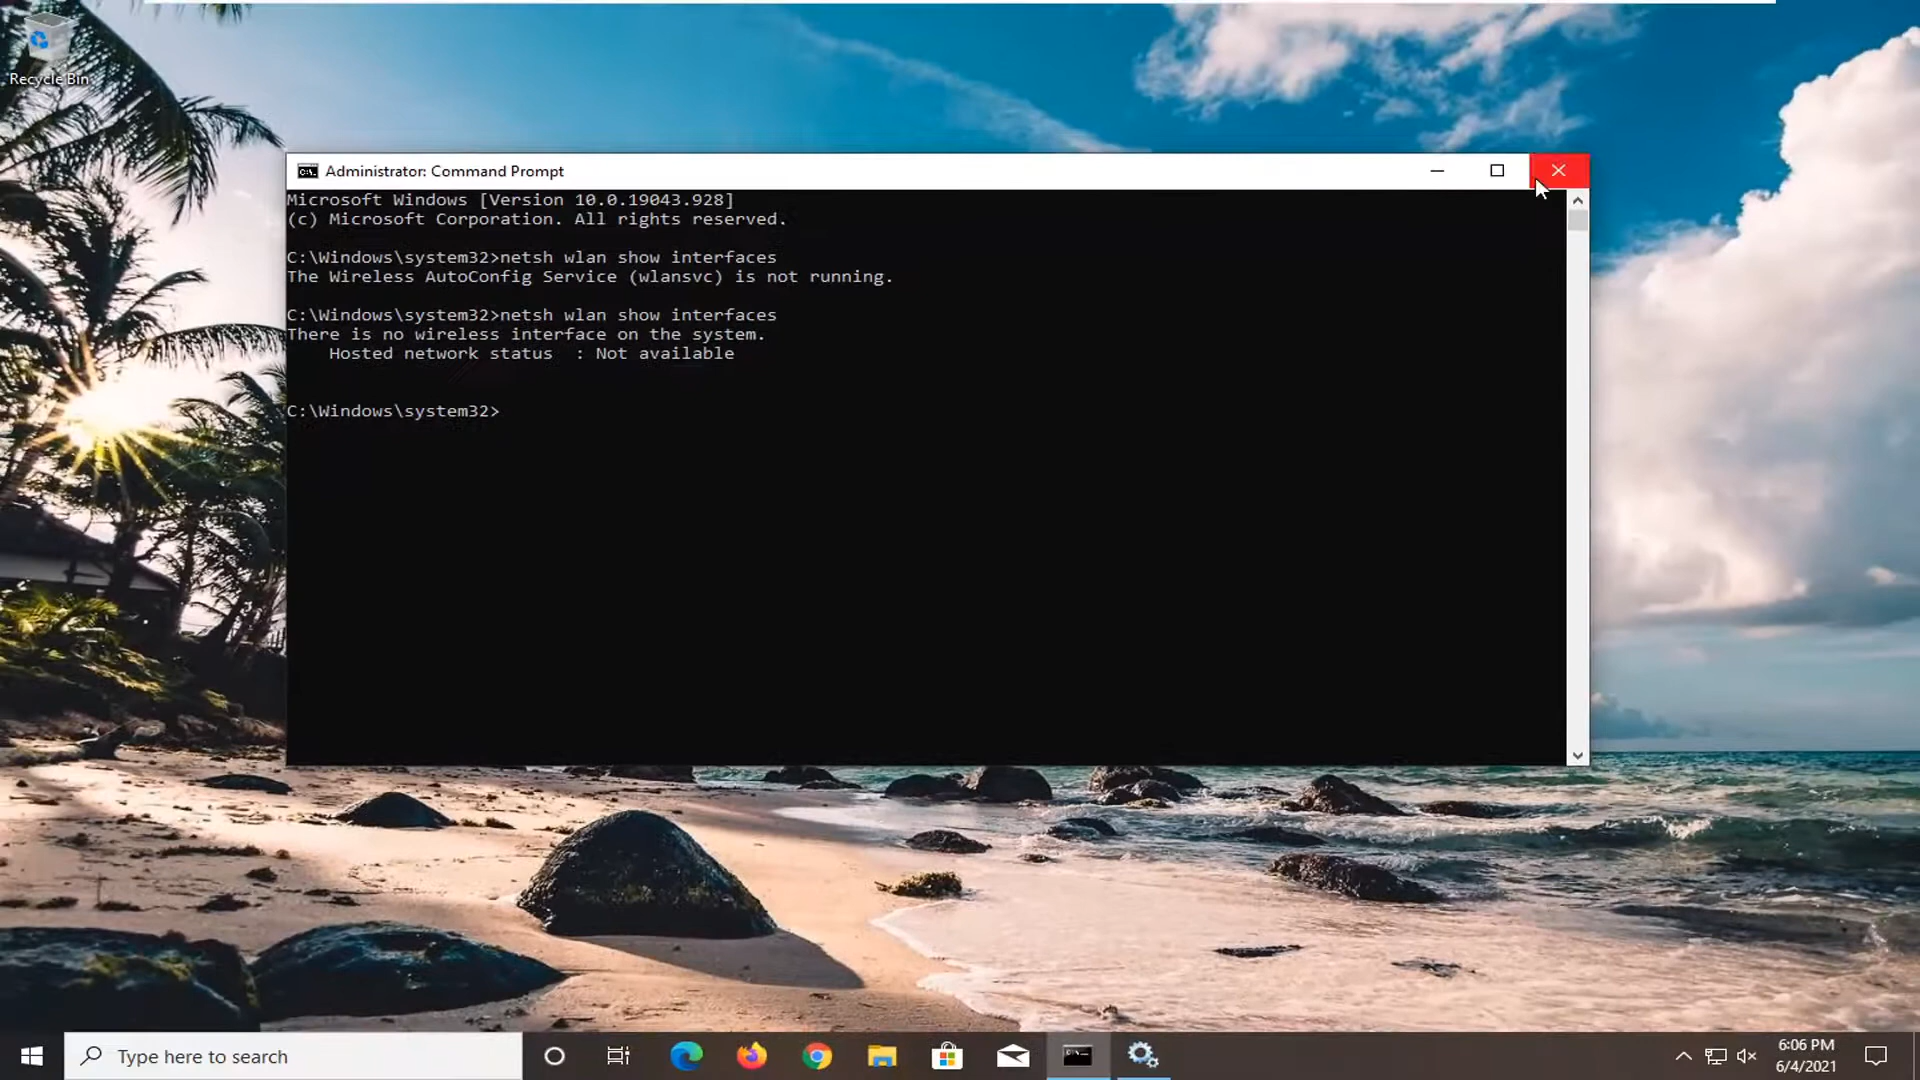 Recycle Bin
Administrator: Command Prompt
Microsoft Windows [Version 10.0.19043.928]
(c) Microsoft Corporation. All rights reserved.
C:\Windows\system32>netsh wlan show interfaces
The Wireless AutoConfig Service (wlansvc) is not running.
C:\Windows\system32>netsh wlan show interfaces
There is no wireless interface on the system.
Hosted network status : Not available
C:\Windows\system32>
Type here to search
6:06 PM
6/4/2021